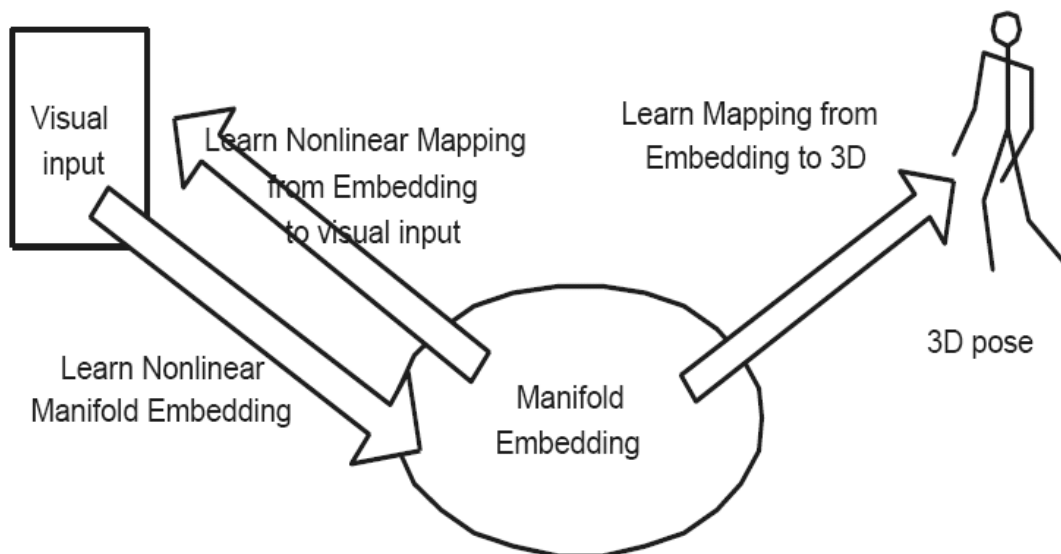 Visual
input
Learn Nonlinear Mapping
from Embedding
to visual input
Learn Mapping from
Embedding to 3D
3D pose
Learn Nonlinear
Manifold Embedding
Manifold
Embedding